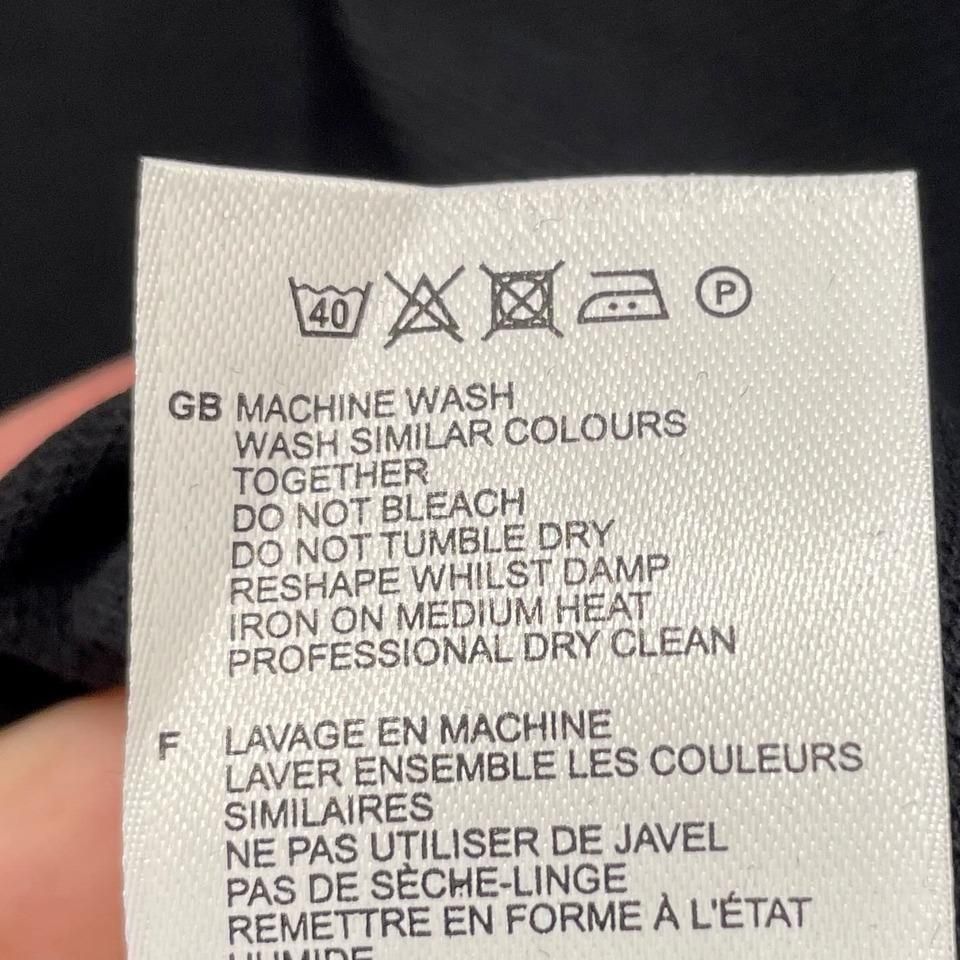 40 P
GB MACHINE WASH
WASH SIMILAR COLOURS
TOGETHER
DO NOT BLEACH
DO NOT TUMBLE DRY
RESHAPE WHILST DAMP
IRON ON MEDIUM HEAT
PROFESSIONAL DRY CLEAN
F LAVAGE EN MACHINE
LAVER ENSEMBLE LES COULEURS
SIMILAIRES
NE PAS UTILISER DE JAVEL
PAS DE SÈCHE-LINGE
REMETTRE EN FORME À L'ÉTAT
HUMIDE